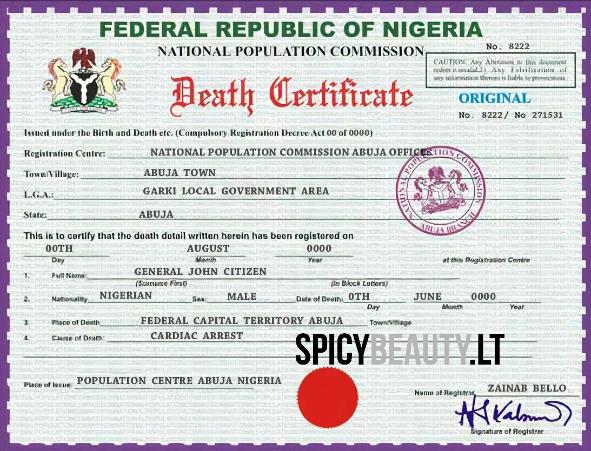 FEDERAL REPUBLIC OF NIGERIA
NATIONAL POPULATION COMMISSION
No. 8222
CAUTION: Any Alteration in this document
renders it invalid. Any Falsification of
any information thereon is liable to prosecution.
Death Certificate
ORIGINAL
No. 8222/ No 271531
Issued under the Birth and Death etc. (Compulsory Registration Decree Act 00 of 0000)
Registration Centre: NATIONAL POPULATION COMMISSION ABUJA OFFICES
Town/Village: ABUJA TOWN
L.G.A.: GARKI LOCAL GOVERNMENT AREA
State: ABUJA
NATIONAL POPULATION COMMISSION
ABUJA BRANCH
This is to certify that the death detail written herein has been registered on
00TH AUGUST 0000
Day Month Year at this Registration Centre
1. Full Name: GENERAL JOHN CITIZEN
(Surname First) (In Block Letters)
2. Nationality NIGERIAN Sex: MALE Date of Death: 0TH JUNE 0000
Day Month Year
3. Place of Death FEDERAL CAPITAL TERRITORY ABUJA Town/Village
4. Cause of Death: CARDIAC ARREST
SPICYBEAUTY.LT
Place of Issue: POPULATION CENTRE ABUJA NIGERIA
Name of Registrar ZAINAB BELLO
Signature of Registrar